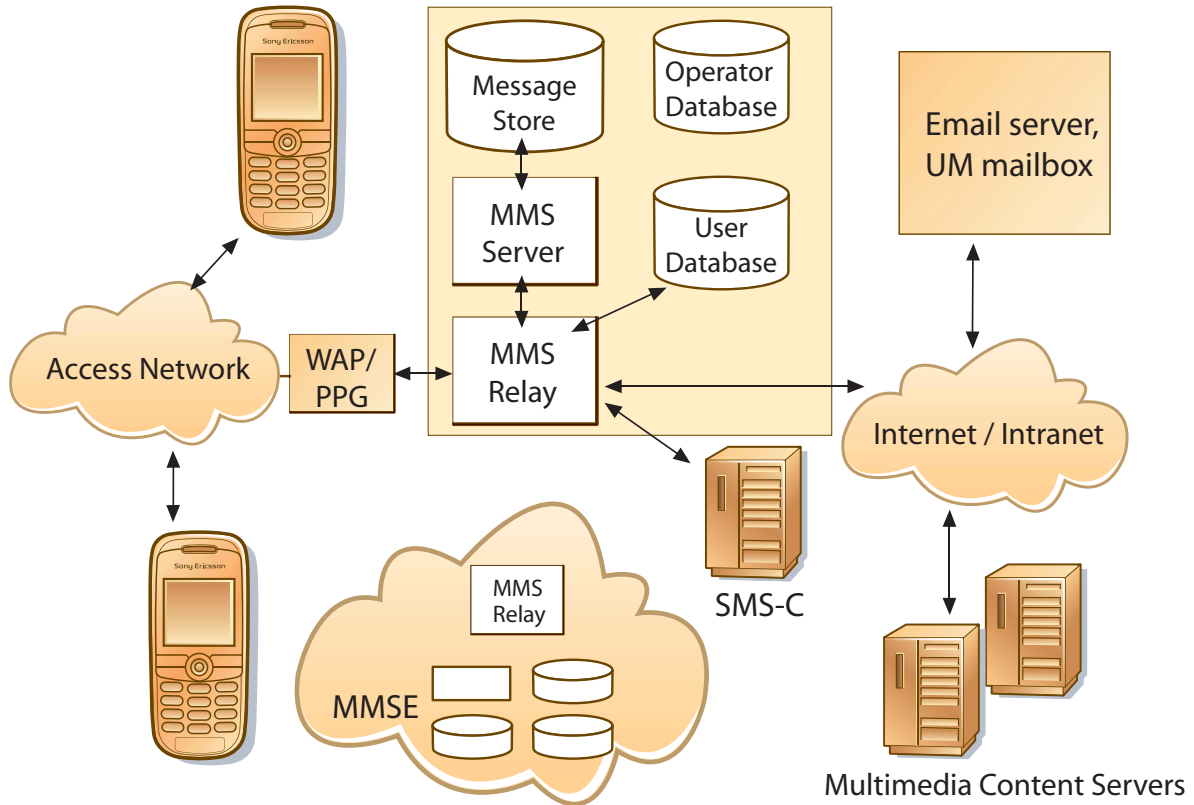 Sony Ericsson
Message
Store
Operator
Database
Email server,
UM mailbox
MMS
Server
User
Database
Access Network
WAP/
PPG
MMS
Relay
Internet / Intranet
Sony Ericsson
MMS
Relay
SMS-C
MMSE
Multimedia Content Servers